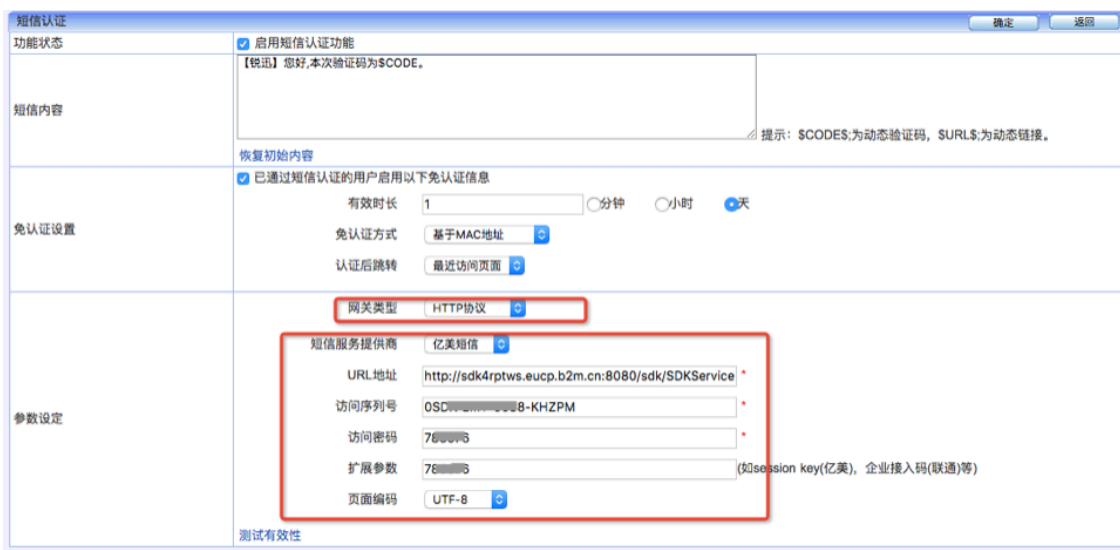 短信认证
确定
返回
功能状态
启用短信认证功能
【锐迅】您好,本次验证码为$CODE。
短信内容
提示：$CODE$;为动态验证码，$URL$;为动态链接。
恢复初始内容
已通过短信认证的用户启用以下免认证信息
有效时长 1 分钟 小时 天
免认证设置
免认证方式 基于MAC地址
认证后跳转 最近访问页面
网关类型 HTTP协议
短信服务提供商 亿美短信
URL地址 http://sdk4rptws.eucp.b2m.cn:8080/sdk/SDKService *
访问序列号 8-KHZPM *
参数设定
访问密码 *
扩展参数 (如session key(亿美)，企业接入码(联通)等)
页面编码 UTF-8
测试有效性